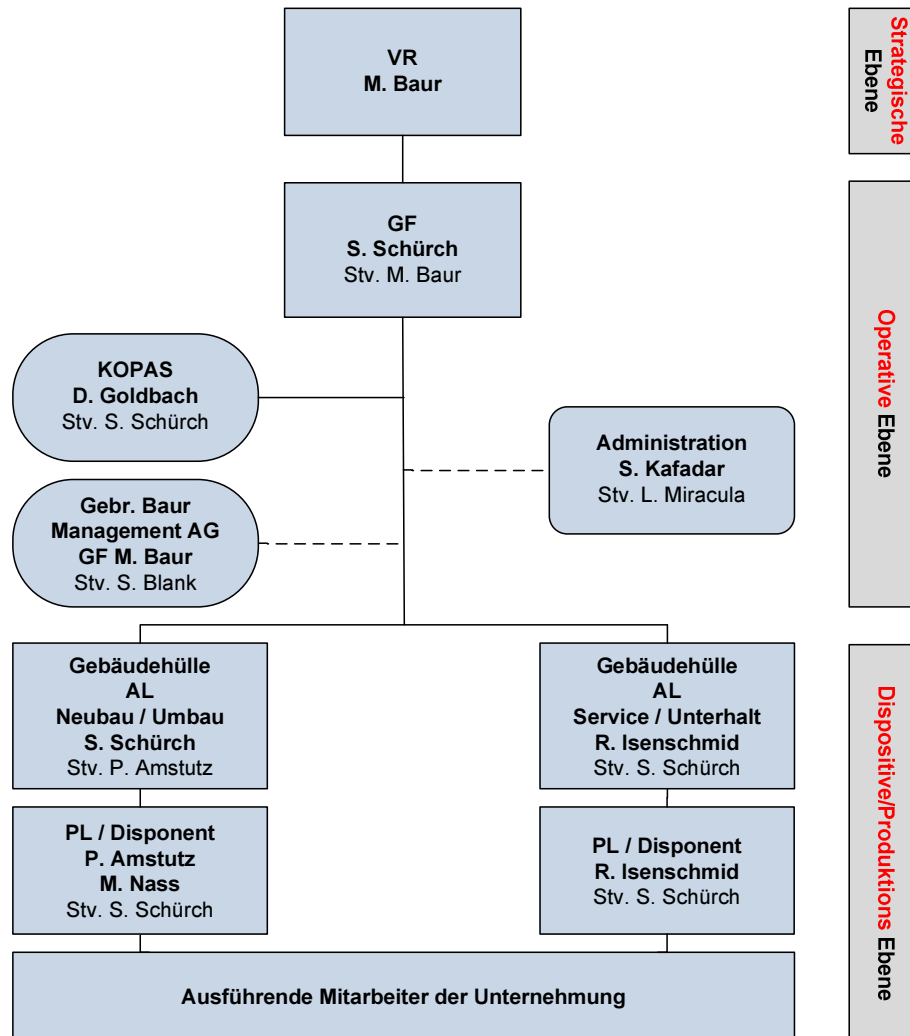 VR
M. Baur
Strategische
Ebene
GF
S. Schürch
Stv. M. Baur
Operative Ebene
KOPAS
D. Goldbach
Stv. S. Schürch
Administration
S. Kafadar
Stv. L. Miracula
Gebr. Baur
Management AG
GF M. Baur
Stv. S. Blank
Gebäudehülle
AL
Neubau / Umbau
S. Schürch
Stv. P. Amstutz
Gebäudehülle
AL
Service / Unterhalt
R. Isenschmid
Stv. S. Schürch
Dispositive/Produktions Ebene
PL / Disponent
P. Amstutz
M. Nass
Stv. S. Schürch
PL / Disponent
R. Isenschmid
Stv. S. Schürch
Ausführende Mitarbeiter der Unternehmung